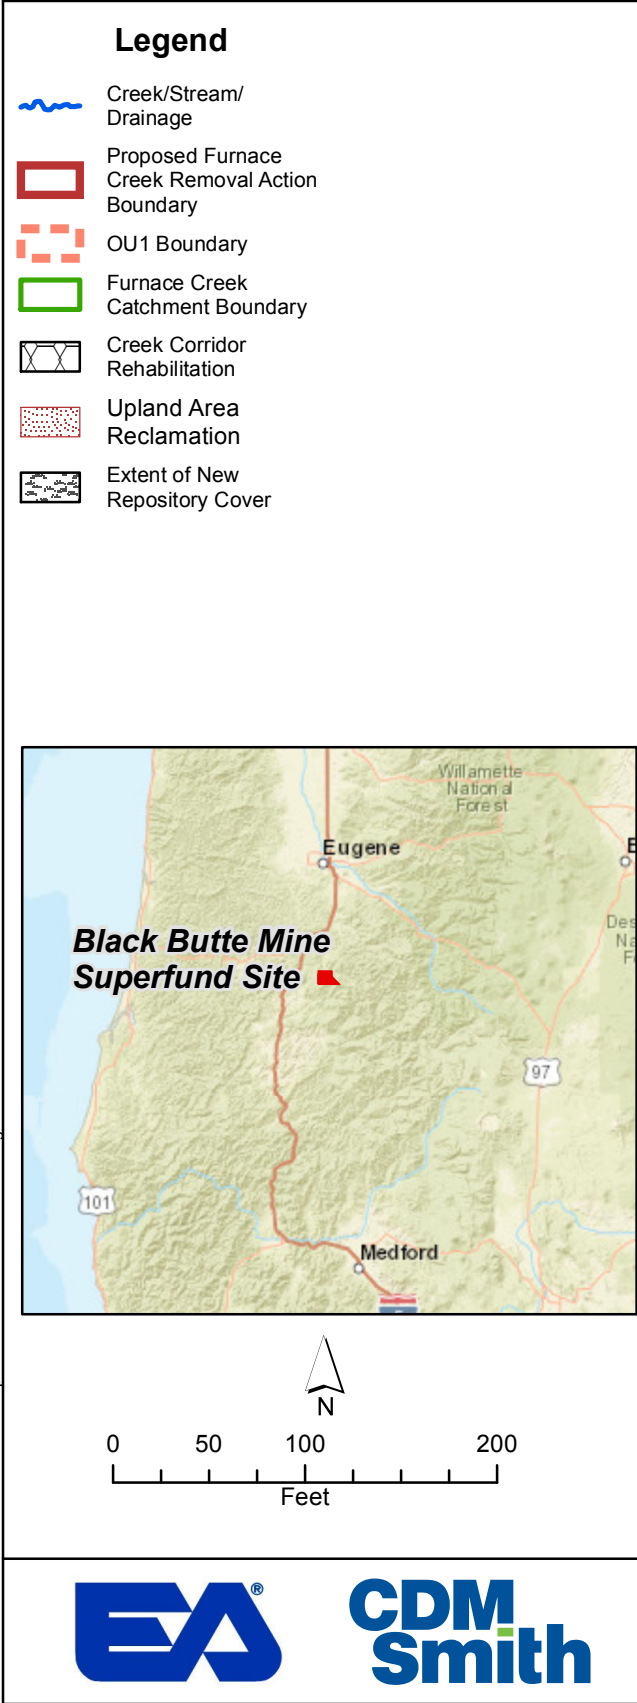 Legend
Creek/Stream/
Drainage
Proposed Furnace
Creek Removal Action
Boundary
OU1 Boundary
Furnace Creek
Catchment Boundary
Creek Corridor
Rehabilitation
Upland Area
Reclamation
Extent of New
Repository Cover
Willamette
National
Forest
Eugene
Black Butte Mine
Superfund Site
97
101
Medford
N
0 50 100 200
Feet
EA®
CDM
Smith